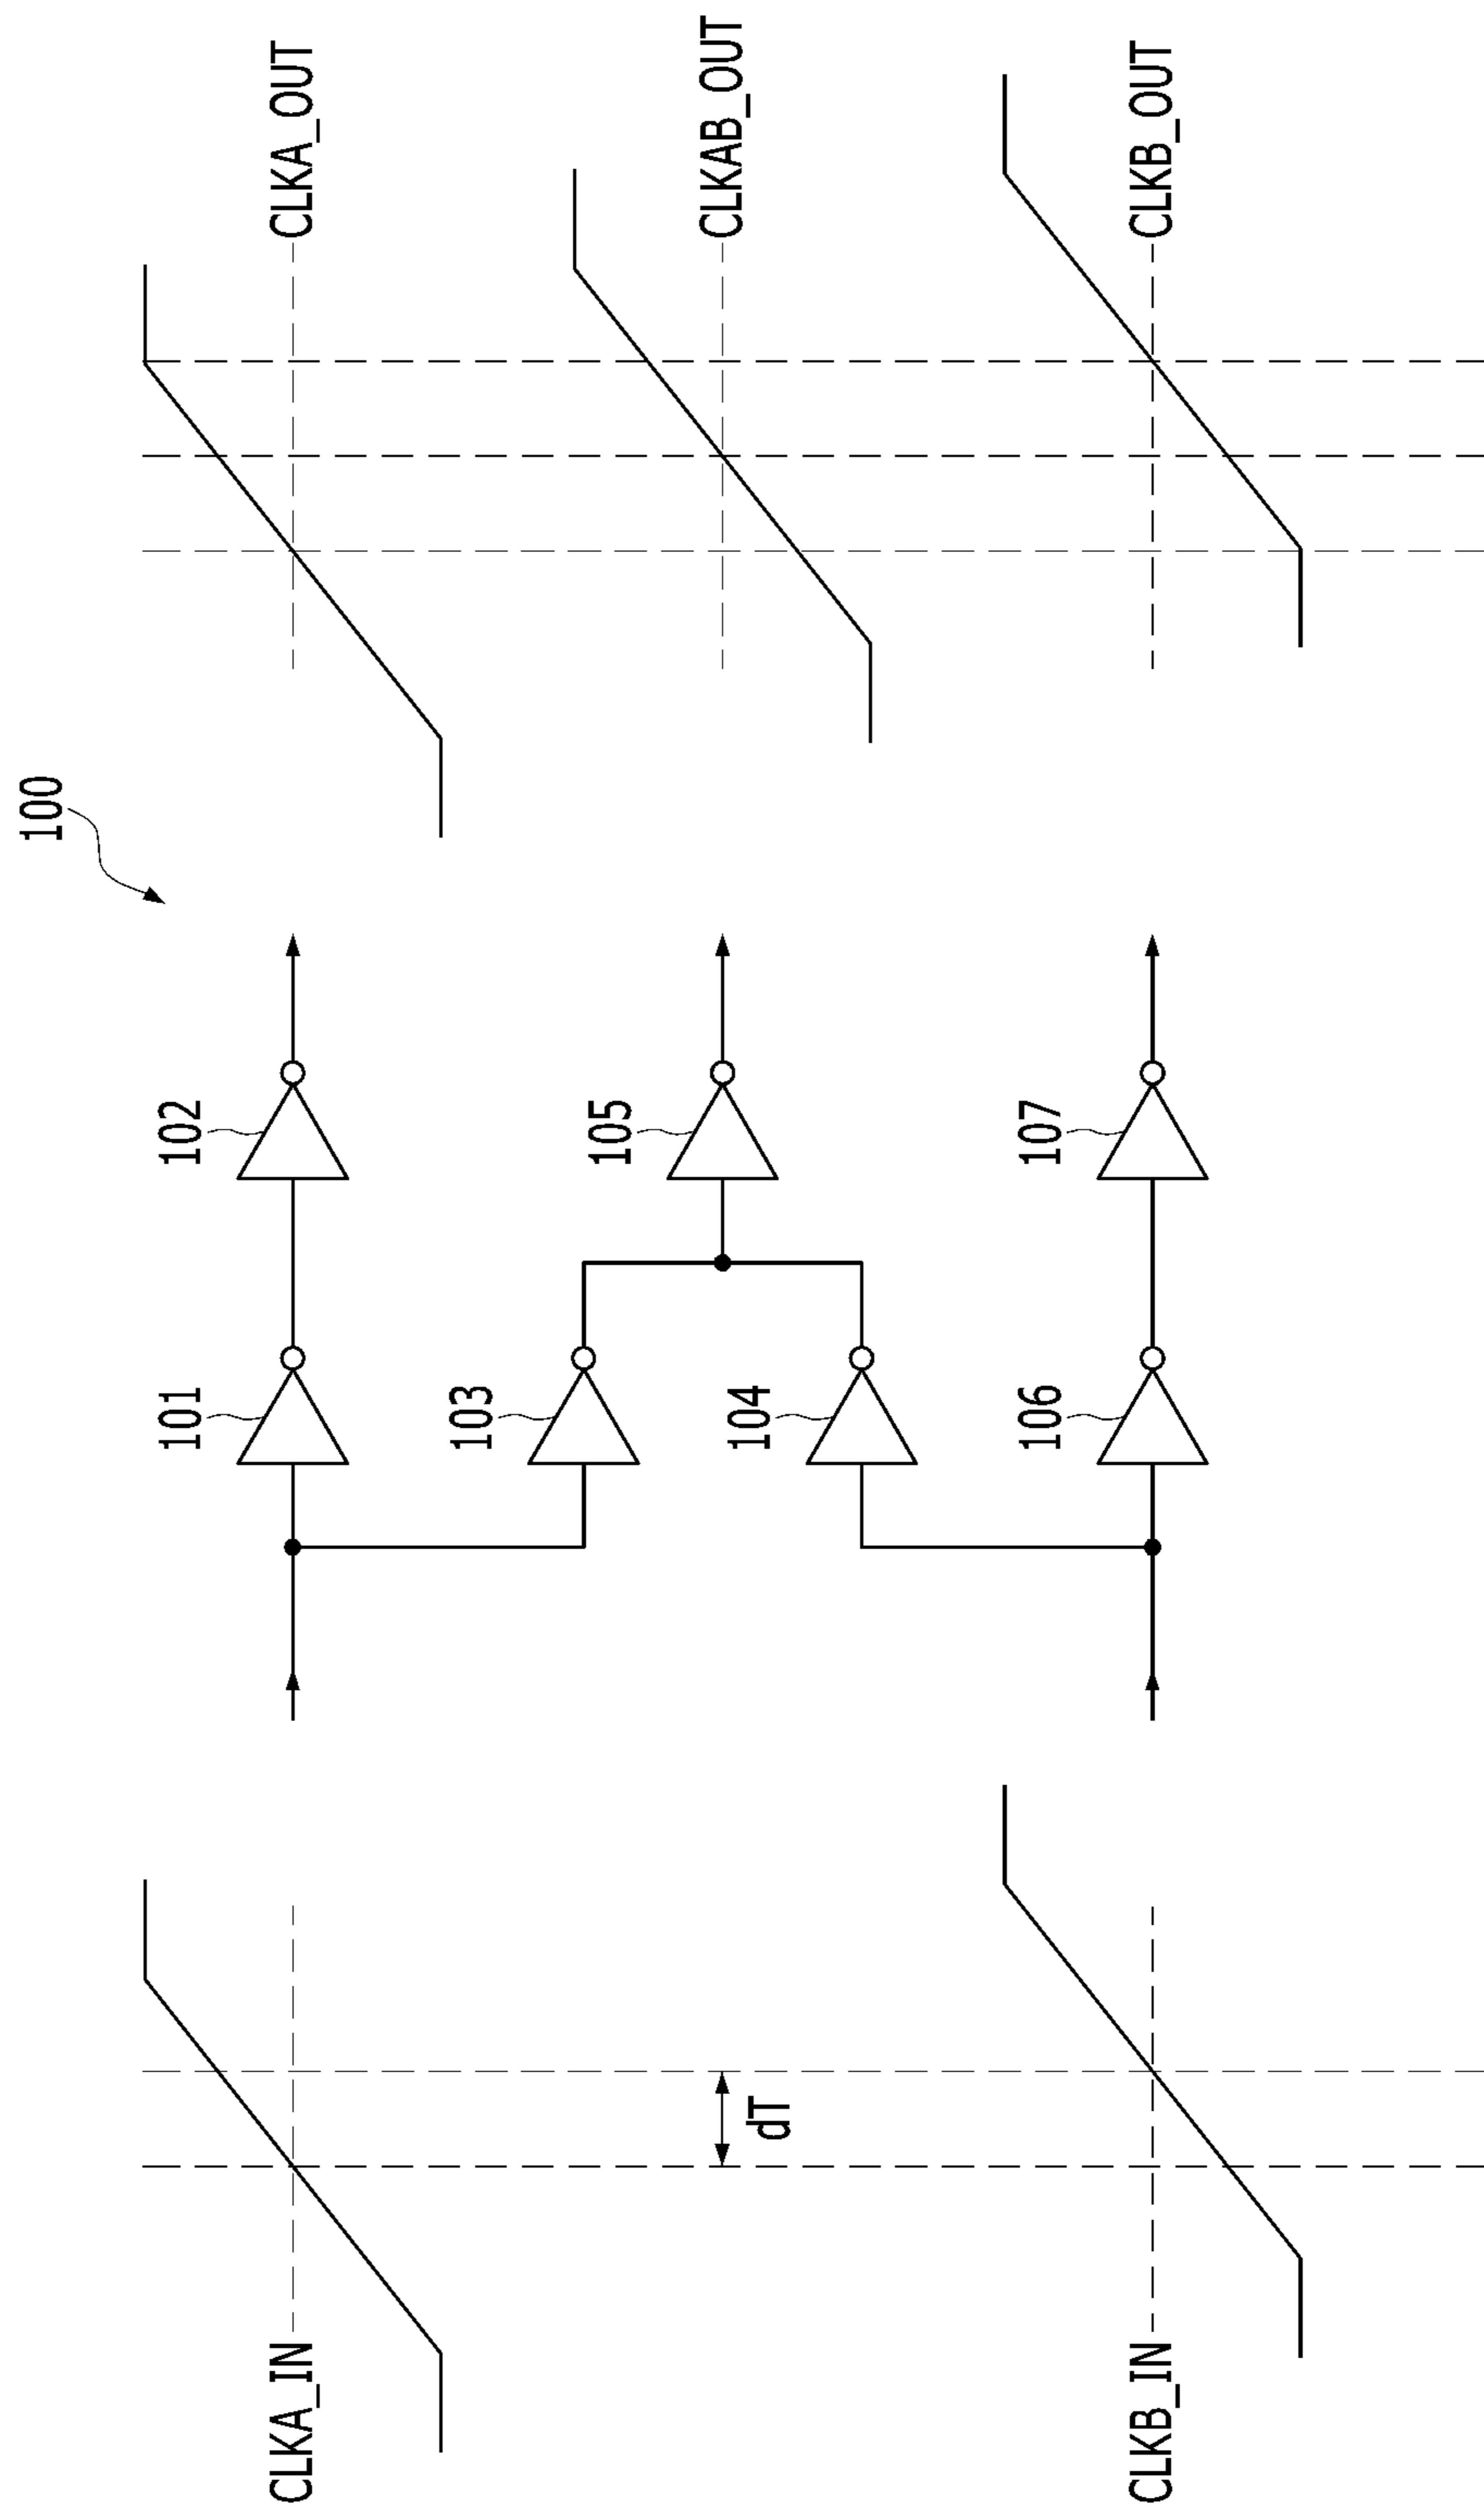 100
CLKA_IN
101
102
CLKA_OUT
103
dT
105
CLKAB_OUT
104
CLKB_IN
106
107
CLKB_OUT